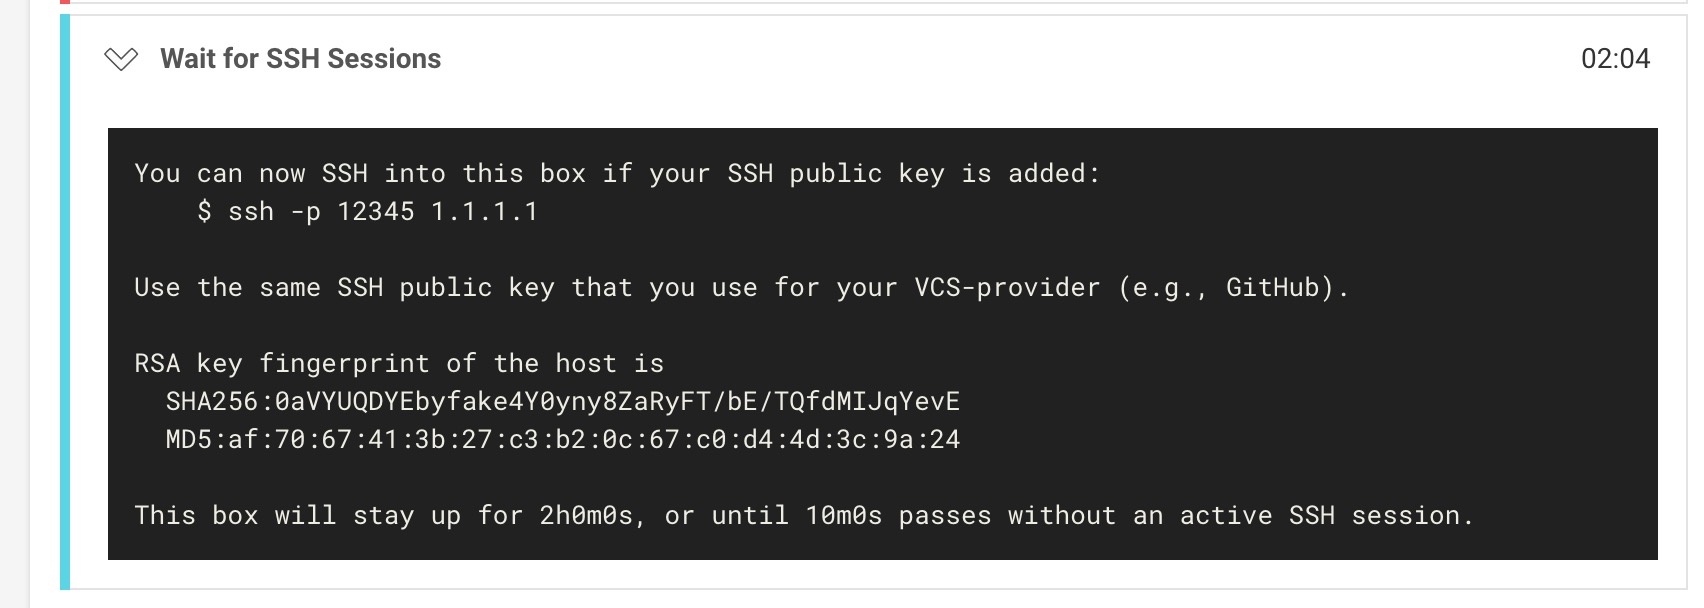 Wait for SSH Sessions 02:04
You can now SSH into this box if your SSH public key is added:
$ ssh -p 12345 1.1.1.1
Use the same SSH public key that you use for your VCS-provider (e.g., GitHub).
RSA key fingerprint of the host is
SHA256:0aVYUQDYEbyfake4Y0yny8ZaRyFT/bE/TQfdMIJqYevE
MD5:af:70:67:41:3b:27:c3:b2:0c:67:c0:d4:4d:3c:9a:24
This box will stay up for 2h0m0s, or until 10m0s passes without an active SSH session.